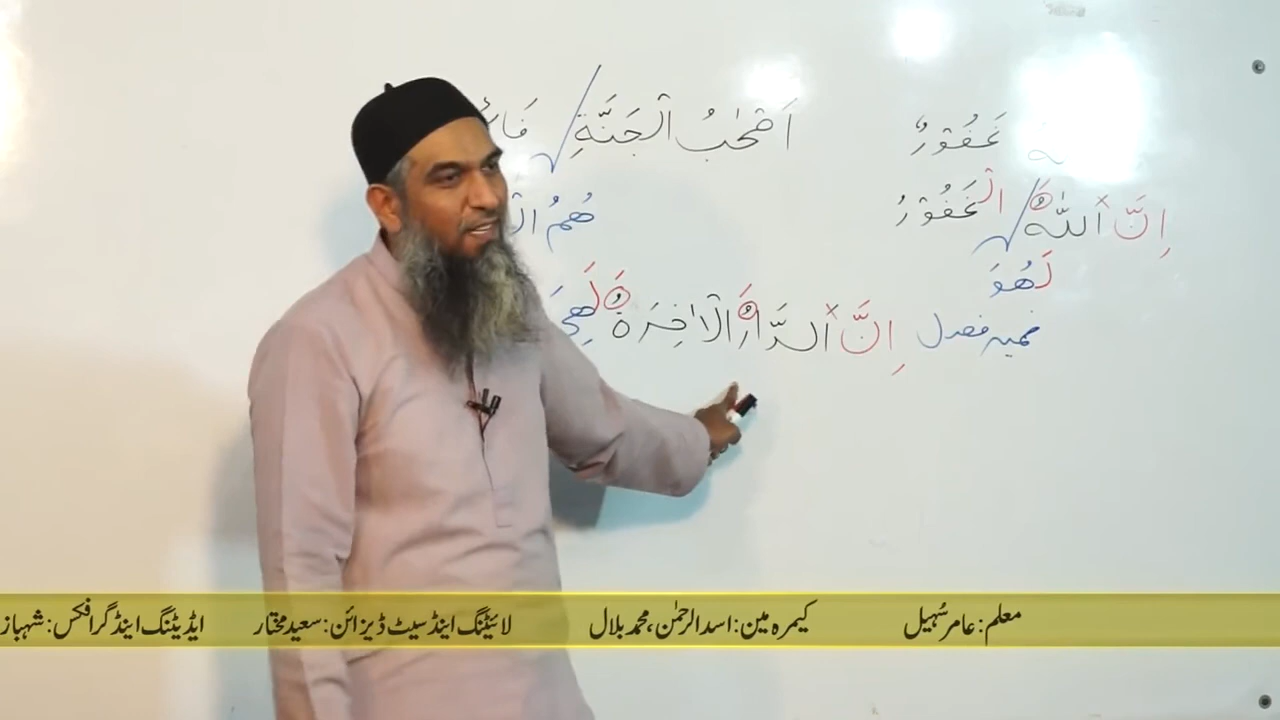 غَفُوْرٌ
اِنَّ اللّٰهَ / الْغَفُوْرُ
لَهُوَ
ضمیر فصل
اَصْحٰبُ الْجَنَّةِ /
هُمُ
اِنَّ الدَّارَ الْاٰخِرَةَ لَهِيَ
معلم: عامر سُہیل
کیمرہ مین: اسد الرحمٰن، محمد بلال
لائیٹنگ اینڈ سیٹ ڈیزائن: سعید مختار
ایڈیٹنگ اینڈ گرافکس: شہباز